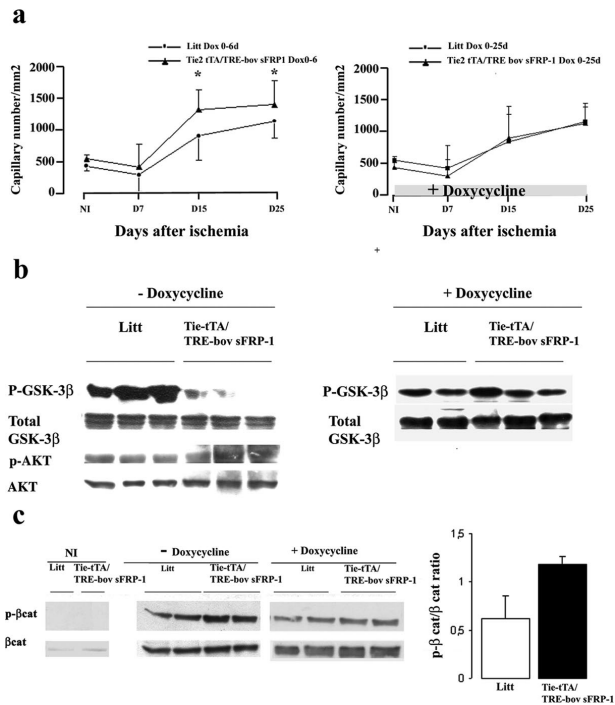 a
Litt Dox 0-6d
Tie2 tTA/TRE-bov sFRP1 Dox0-6
Capillary number/mm2
2000
1500
1000
500
0
* *
NI D7 D15 D25
Days after ischemia
Litt Dox 0-25d
Tie2 tTA/TRE bov sFRP-1 Dox 0-25d
Capillary number/mm2
2000
1500
1000
500
0
+ Doxycycline
NI D7 D15 D25
Days after ischemia
+
b
- Doxycycline
Litt Tie-tTA/
TRE-bov sFRP-1
P-GSK-3β
Total
GSK-3β
p-AKT
AKT
+ Doxycycline
Litt Tie-tTA/
TRE-bov sFRP-1
P-GSK-3β
Total
GSK-3β
c
NI
Litt Tie-tTA/
TRE-bov sFRP-1
- Doxycycline
Litt Tie-tTA/
TRE-bov sFRP-1
+ Doxycycline
Litt Tie-tTA/
TRE-bov sFRP-1
p-βcat
βcat
p-β cat/β cat ratio
1,5
1
0,5
0
Litt Tie-tTA/
TRE-bov sFRP-1